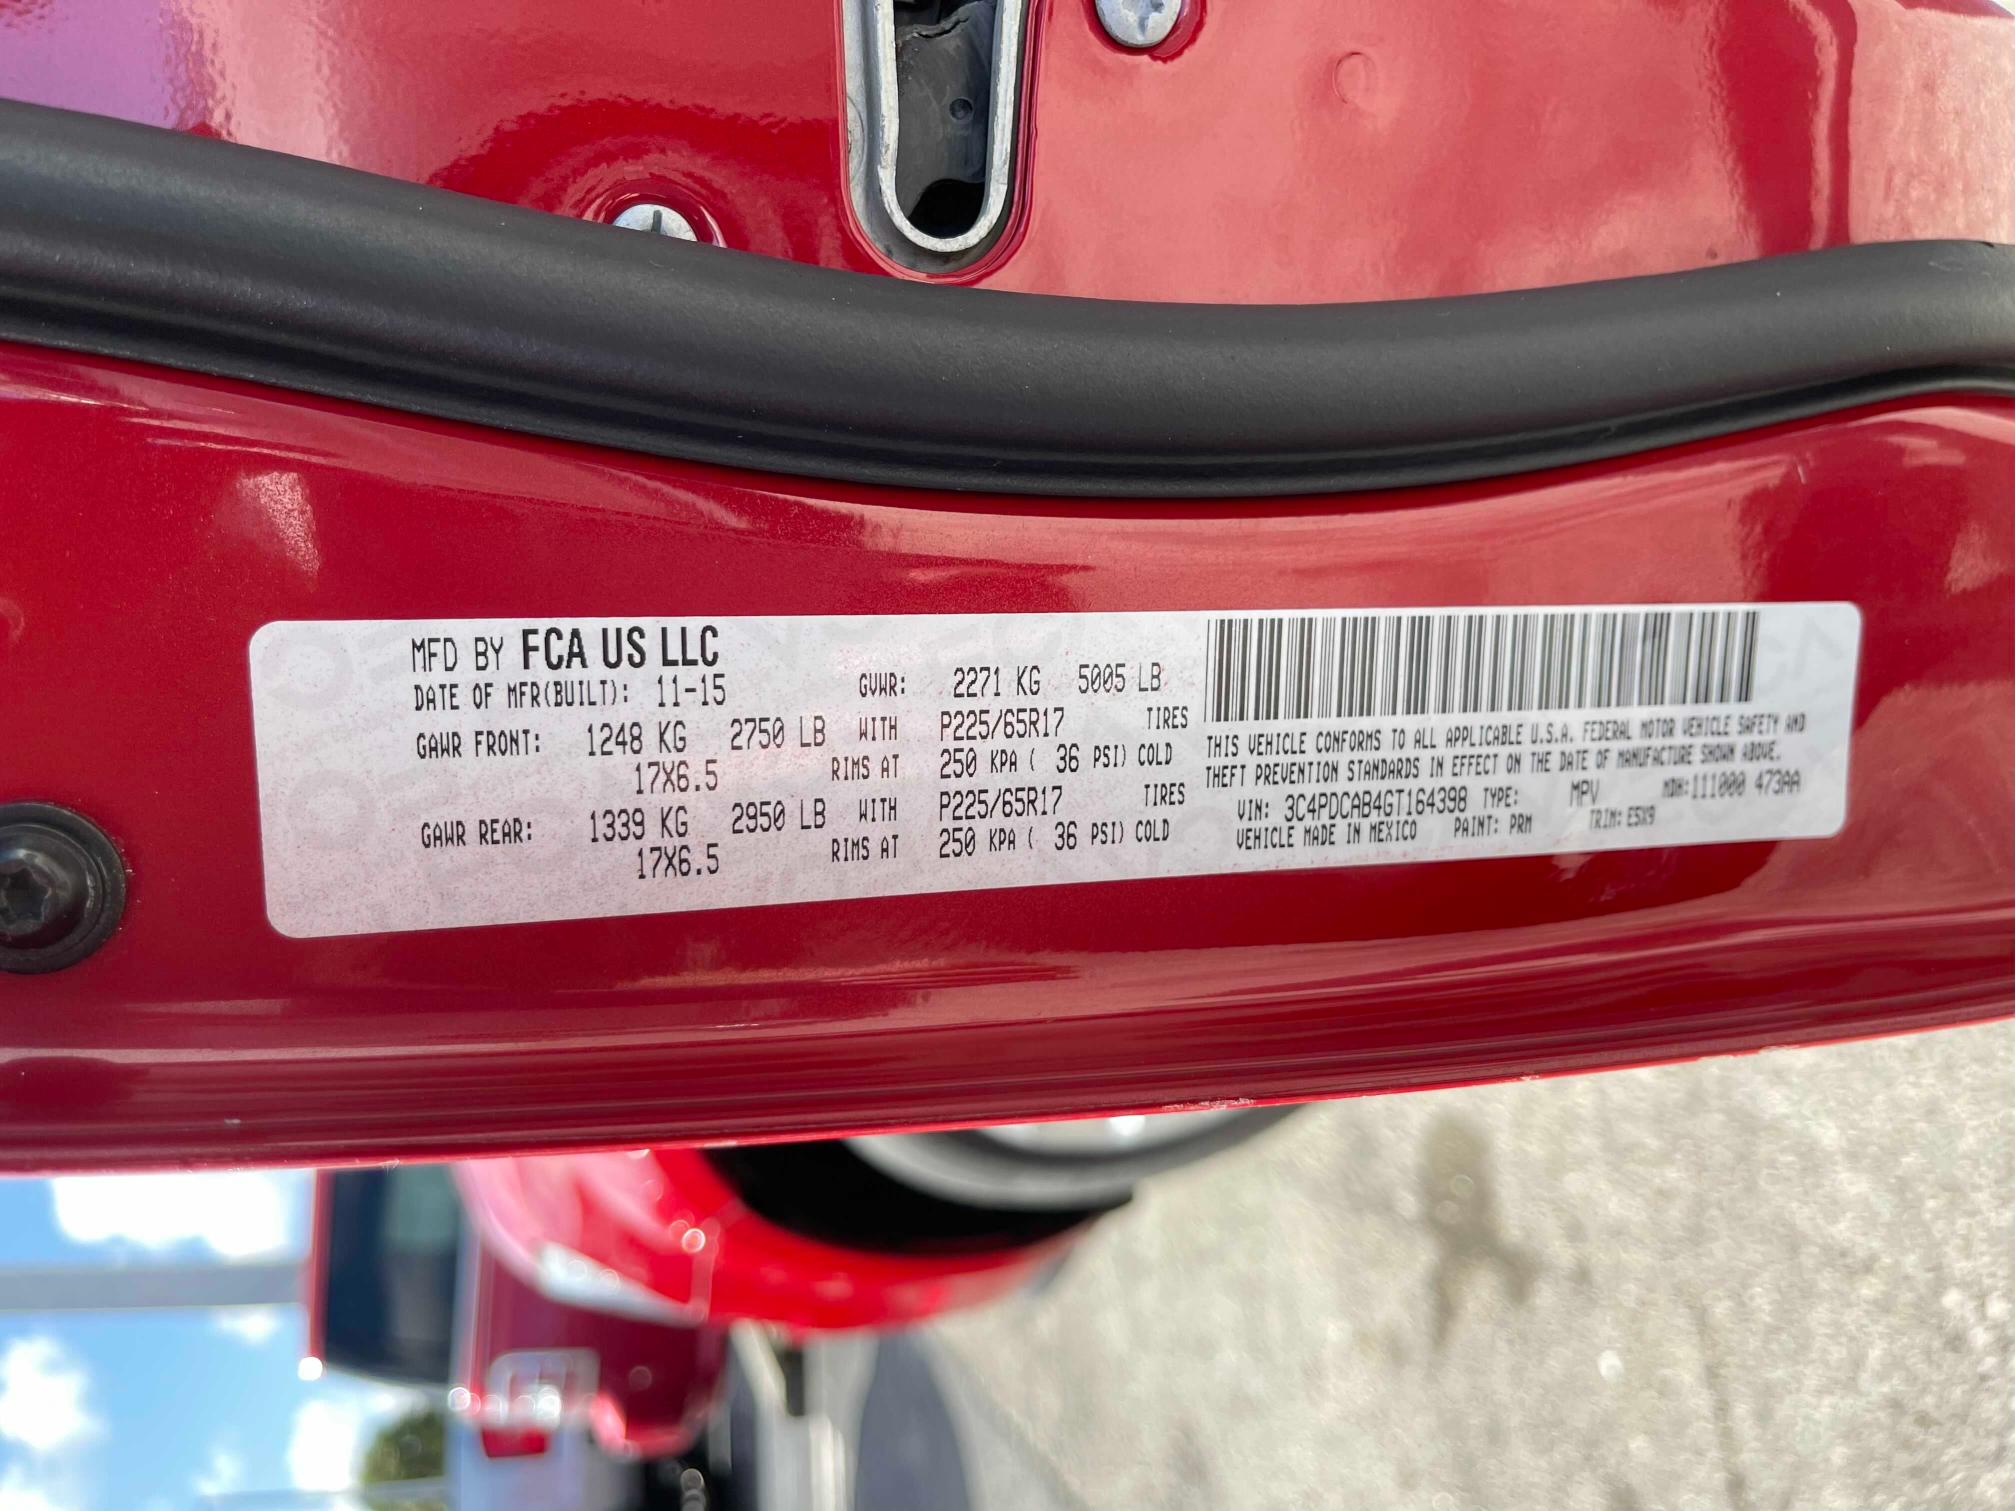 MFD BY FCA US LLC
DATE OF MFR(BUILT): 11-15 GVWR: 2271 KG 5005 LB
GAWR FRONT: 1248 KG 2750 LB WITH P225/65R17 TIRES
17X6.5 RIMS AT 250 KPA ( 36 PSI) COLD
GAWR REAR: 1339 KG 2950 LB WITH P225/65R17 TIRES
17X6.5 RIMS AT 250 KPA ( 36 PSI) COLD
THIS VEHICLE CONFORMS TO ALL APPLICABLE U.S.A. FEDERAL MOTOR VEHICLE SAFETY AND
THEFT PREVENTION STANDARDS IN EFFECT ON THE DATE OF MANUFACTURE SHOWN ABOVE.
VIN: 3C4PDCAB4GT164398 TYPE: MPV MDH:111000 473AA
VEHICLE MADE IN MEXICO PAINT: PRM TRIM: E5X9